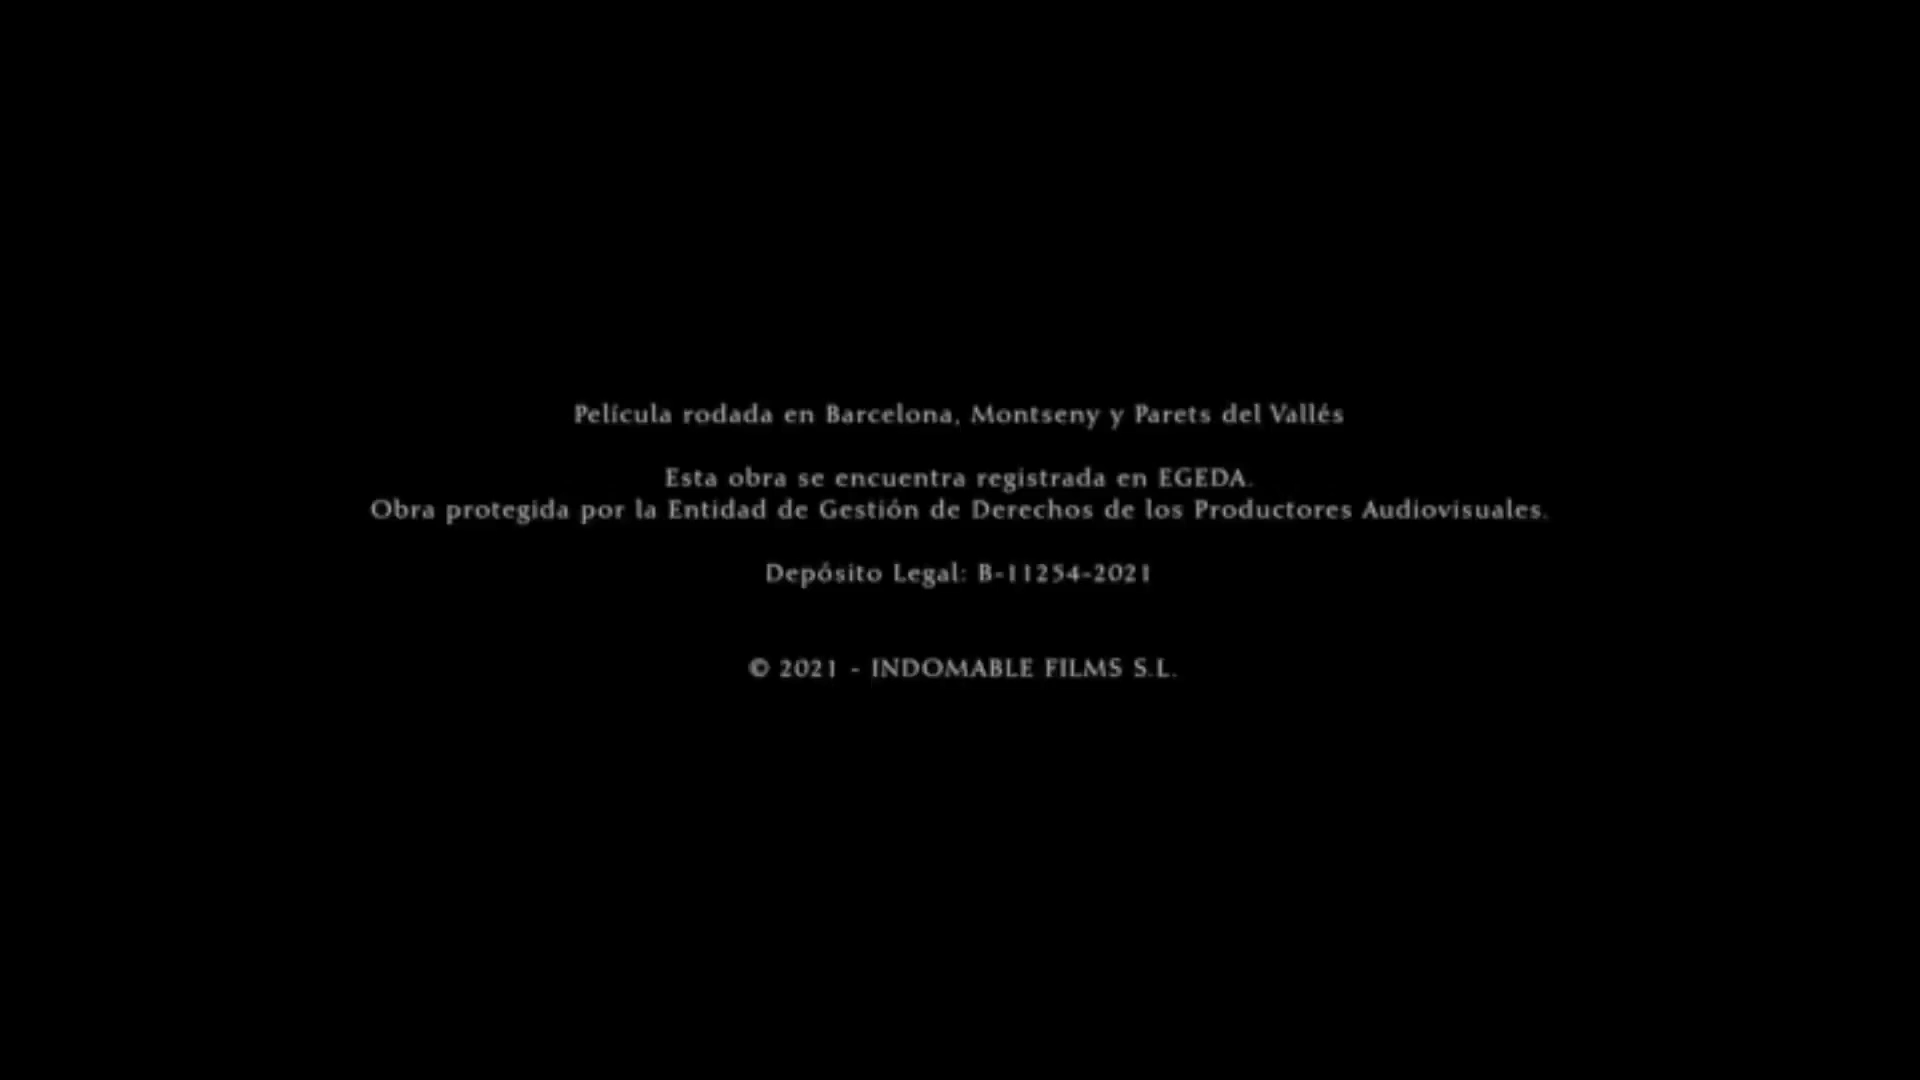 Película rodada en Barcelona, Montseny y Parets del Vallés
Esta obra se encuentra registrada en EGEDA.
Obra protegida por la Entidad de Gestión de Derechos de los Productores Audiovisuales.
Depósito Legal: B-11254-2021
© 2021 - INDOMABLE FILMS S.L.